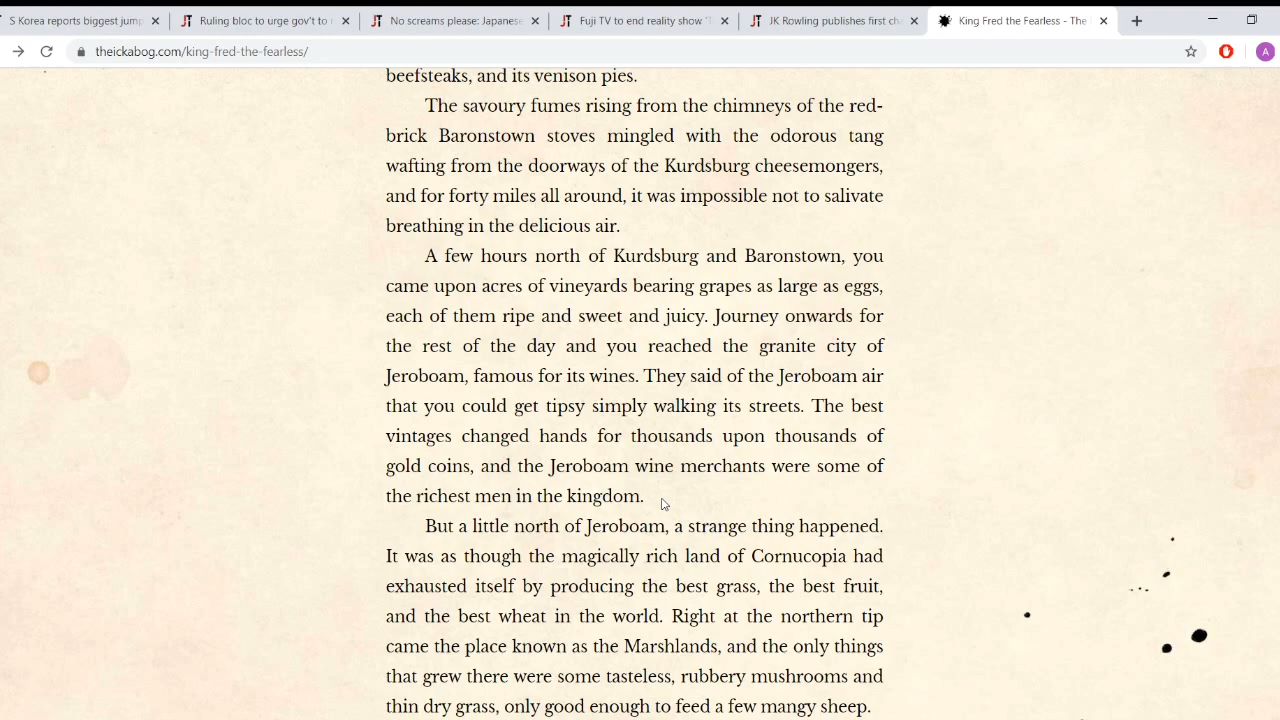 S Korea reports biggest jump
Ruling bloc to urge gov't to i
No screams please: Japanese
Fuji TV to end reality show "T
JK Rowling publishes first cha
King Fred the Fearless - The I
theickabog.com/king-fred-the-fearless/
A
beefsteaks, and its venison pies.
The savoury fumes rising from the chimneys of the red-
brick Baronstown stoves mingled with the odorous tang
wafting from the doorways of the Kurdsburg cheesemongers,
and for forty miles all around, it was impossible not to salivate
breathing in the delicious air.
A few hours north of Kurdsburg and Baronstown, you
came upon acres of vineyards bearing grapes as large as eggs,
each of them ripe and sweet and juicy. Journey onwards for
the rest of the day and you reached the granite city of
Jeroboam, famous for its wines. They said of the Jeroboam air
that you could get tipsy simply walking its streets. The best
vintages changed hands for thousands upon thousands of
gold coins, and the Jeroboam wine merchants were some of
the richest men in the kingdom.
But a little north of Jeroboam, a strange thing happened.
It was as though the magically rich land of Cornucopia had
exhausted itself by producing the best grass, the best fruit,
and the best wheat in the world. Right at the northern tip
came the place known as the Marshlands, and the only things
that grew there were some tasteless, rubbery mushrooms and
thin dry grass, only good enough to feed a few mangy sheep.